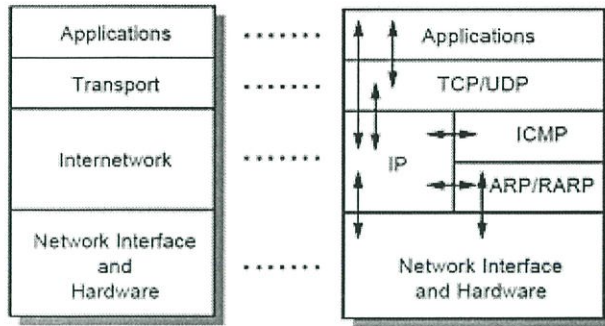 Applications
Transport
Internetwork
Network Interface
and
Hardware
Applications
TCP/UDP
ICMP
IP
ARP/RARP
Network Interface
and Hardware